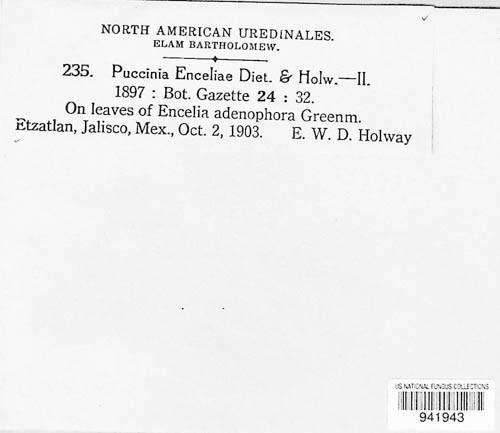 NORTH AMERICAN UREDINALES.
ELAM BARTHOLOMEW.
235. Puccinia Enceliae Diet. & Holw.—II.
1897 : Bot. Gazette 24 : 32.
On leaves of Encelia adenophora Greenm.
Etzatlan, Jalisco, Mex., Oct. 2, 1903. E. W. D. Holway
US NATIONAL FUNGUS COLLECTIONS
941943